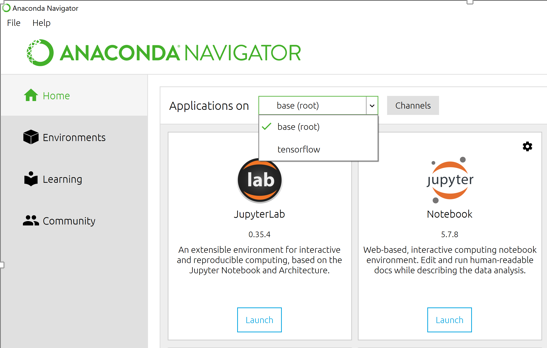 Anaconda Navigator
File Help
ANACONDA NAVIGATOR
Home
Applications on base (root) Channels
base (root)
tensorflow
Environments
Learning
Community
lab
JupyterLab
0.35.4
An extensible environment for interactive
and reproducible computing, based on the
Jupyter Notebook and Architecture.
Launch
jupyter
Notebook
5.7.8
Web-based, interactive computing notebook
environment. Edit and run human-readable
docs while describing the data analysis.
Launch